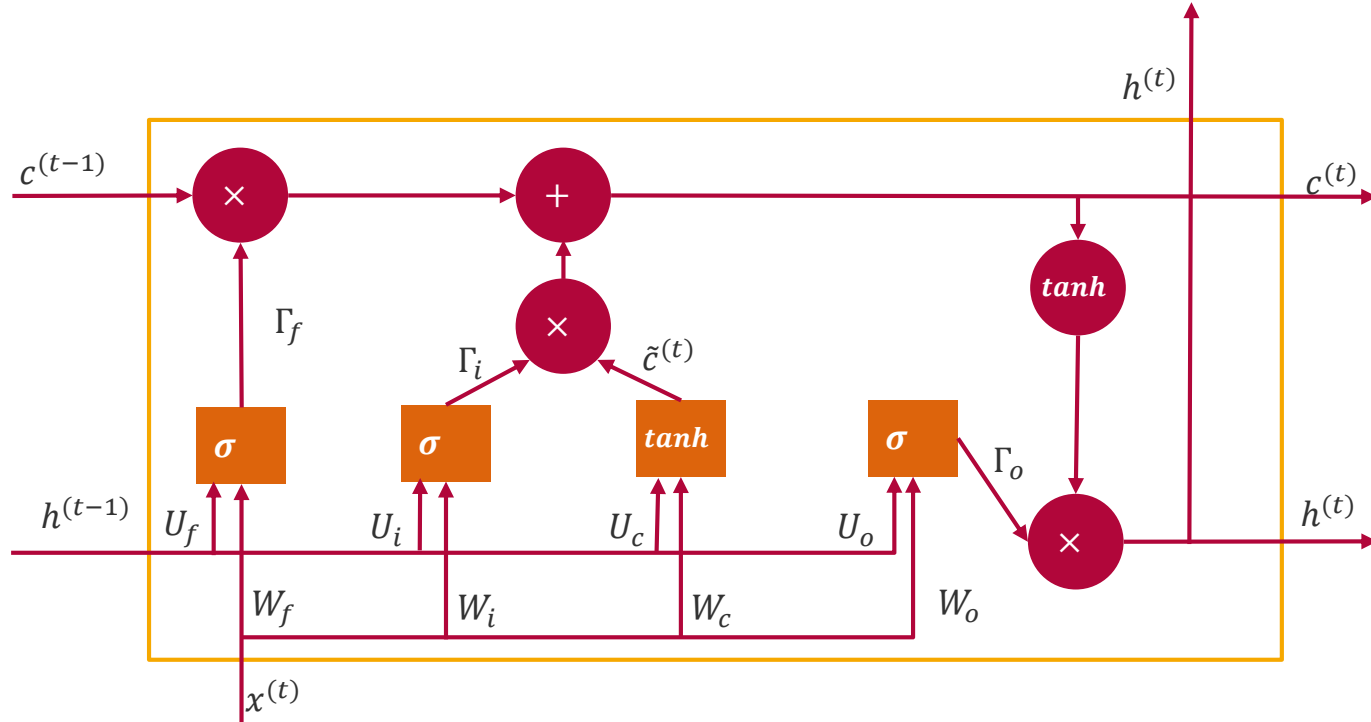 h^{(t)}
c^{(t-1)}
× + c^{(t)}
tanh
Γ_f × 
Γ_i c̃^{(t)}
σ σ tanh σ
Γ_o
h^{(t-1)} U_f U_i U_c U_o × h^{(t)}
W_f W_i W_c W_o
x^{(t)}